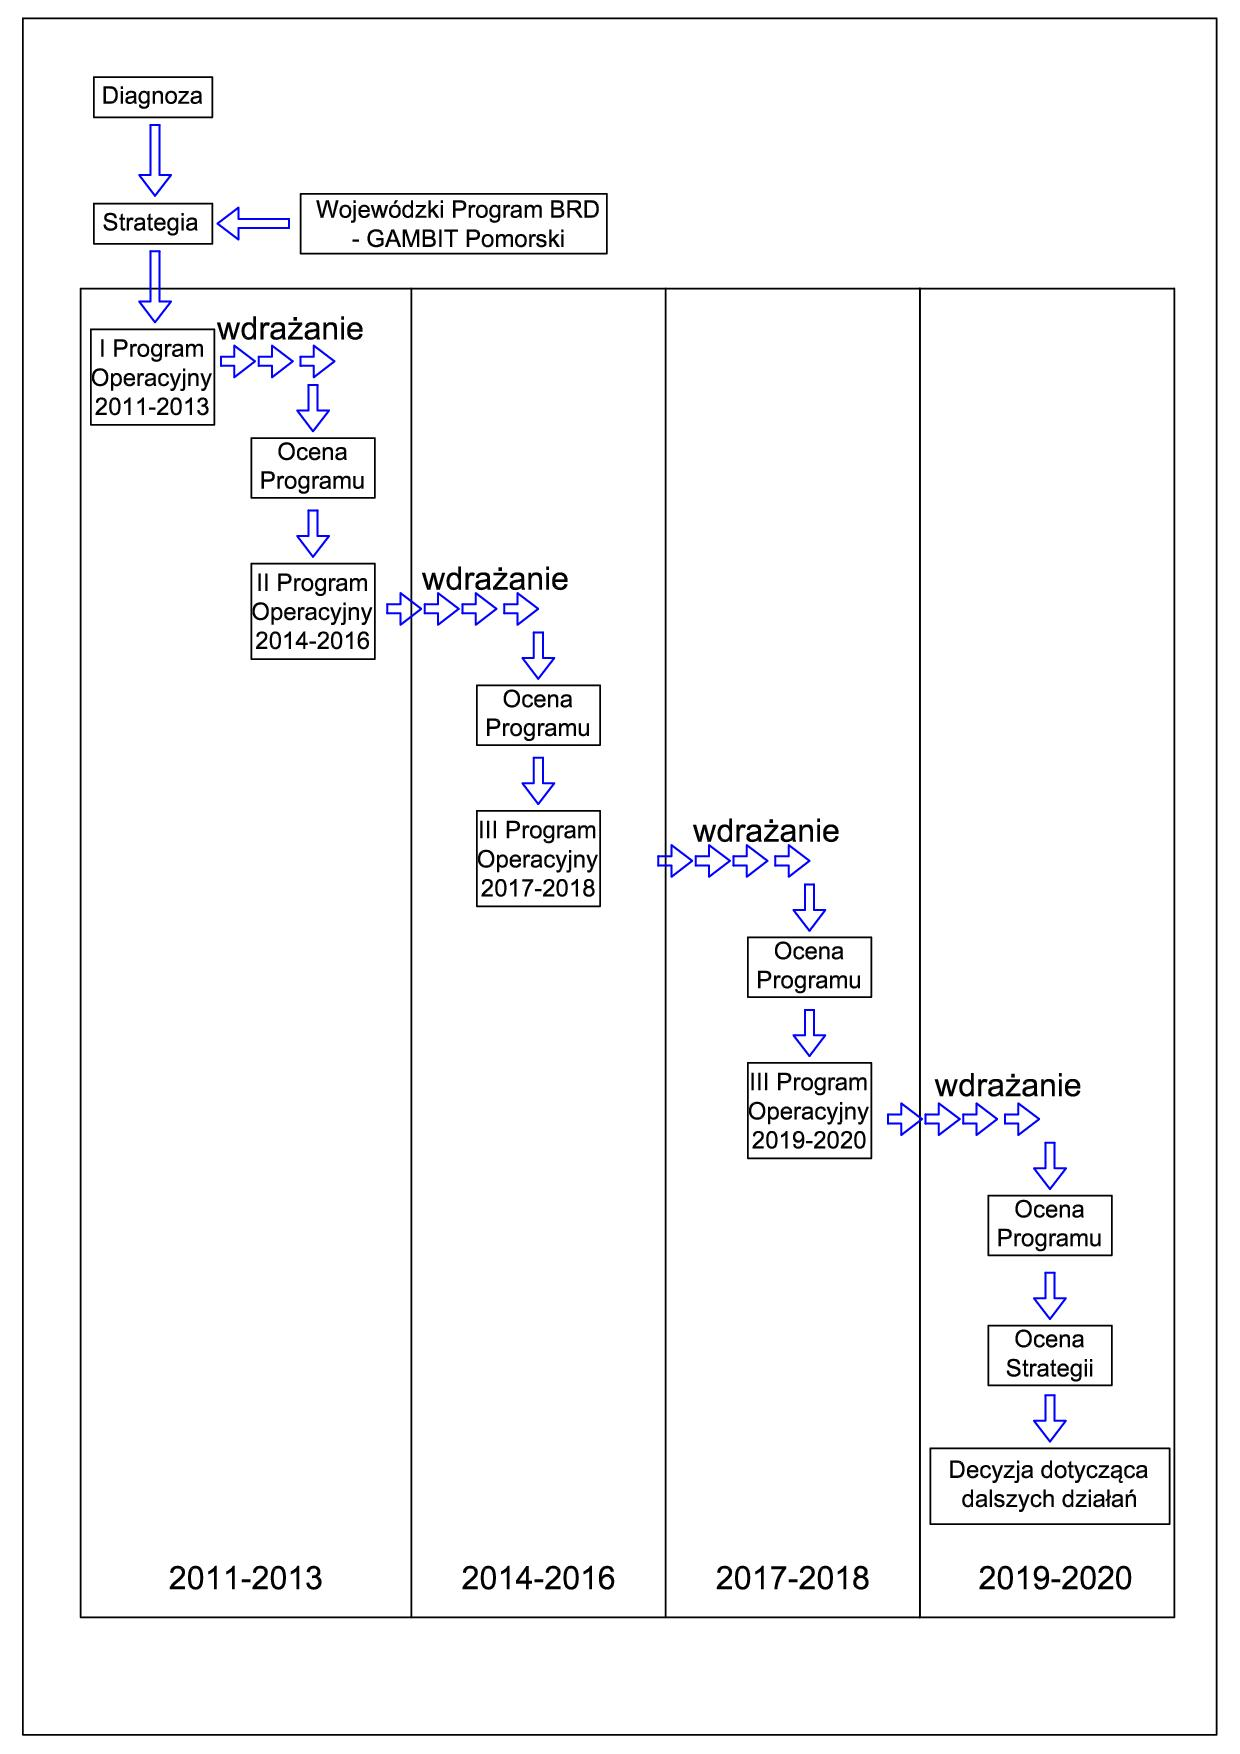 Diagnoza
Strategia
Wojewódzki Program BRD
- GAMBIT Pomorski
wdrażanie
I Program
Operacyjny
2011-2013
Ocena
Programu
II Program
Operacyjny
2014-2016
wdrażanie
Ocena
Programu
III Program
Operacyjny
2017-2018
wdrażanie
Ocena
Programu
III Program
Operacyjny
2019-2020
wdrażanie
Ocena
Programu
Ocena
Strategii
Decyzja dotycząca
dalszych działań
2011-2013
2014-2016
2017-2018
2019-2020